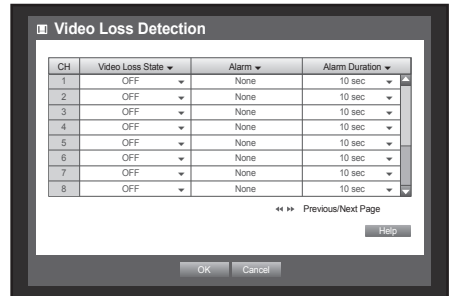 Video Loss Detection
CH Video Loss State Alarm Alarm Duration
1 OFF None 10 sec
2 OFF None 10 sec
3 OFF None 10 sec
4 OFF None 10 sec
5 OFF None 10 sec
6 OFF None 10 sec
7 OFF None 10 sec
8 OFF None 10 sec
Previous/Next Page
Help
OK Cancel